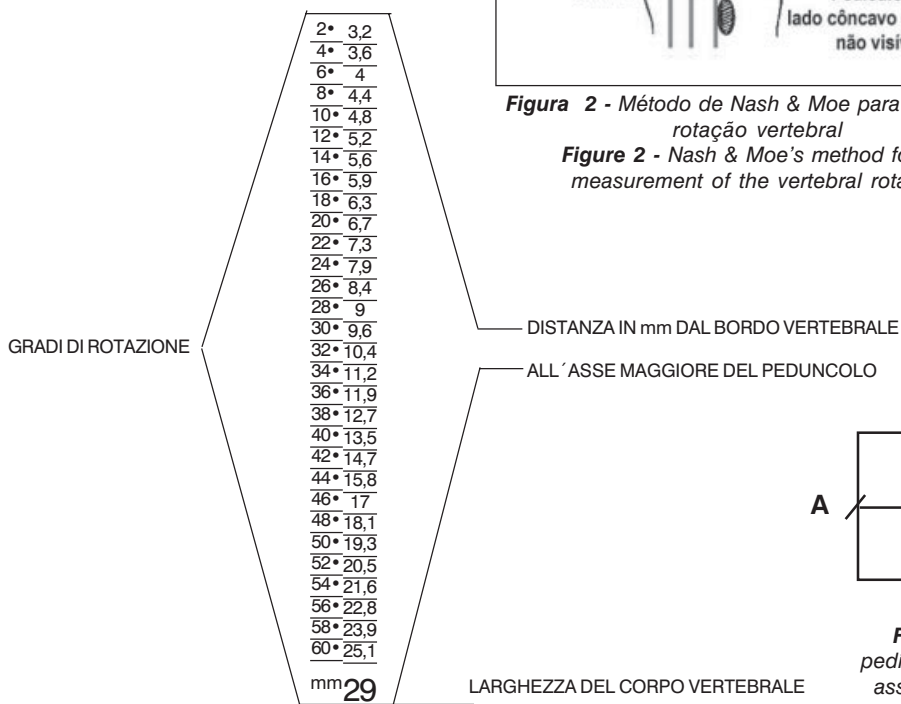 lado côncavo
Figura 2 - Método de Nash & Moe para
rotação vertebral
Figure 2 - Nash & Moe's method
measurement of the vertebral
2• 3,2
4• 3,6
6• 4
8• 4,4
10• 4,8
12• 5,2
14• 5,6
16• 5,9
18• 6,3
20• 6,7
22• 7,3
24• 7,9
26• 8,4
28• 9
30• 9,6
32• 10,4
34• 11,2
36• 11,9
38• 12,7
40• 13,5
42• 14,7
44• 15,8
46• 17
48• 18,1
50• 19,3
52• 20,5
54• 21,6
56• 22,8
58• 23,9
60• 25,1
mm 29
GRADI DI ROTAZIONE
DISTANZA IN mm DAL BORDO VERTEBRALE
ALL´ASSE MAGGIORE DEL PEDUNCOLO
LARGHEZZA DEL CORPO VERTEBRALE
A